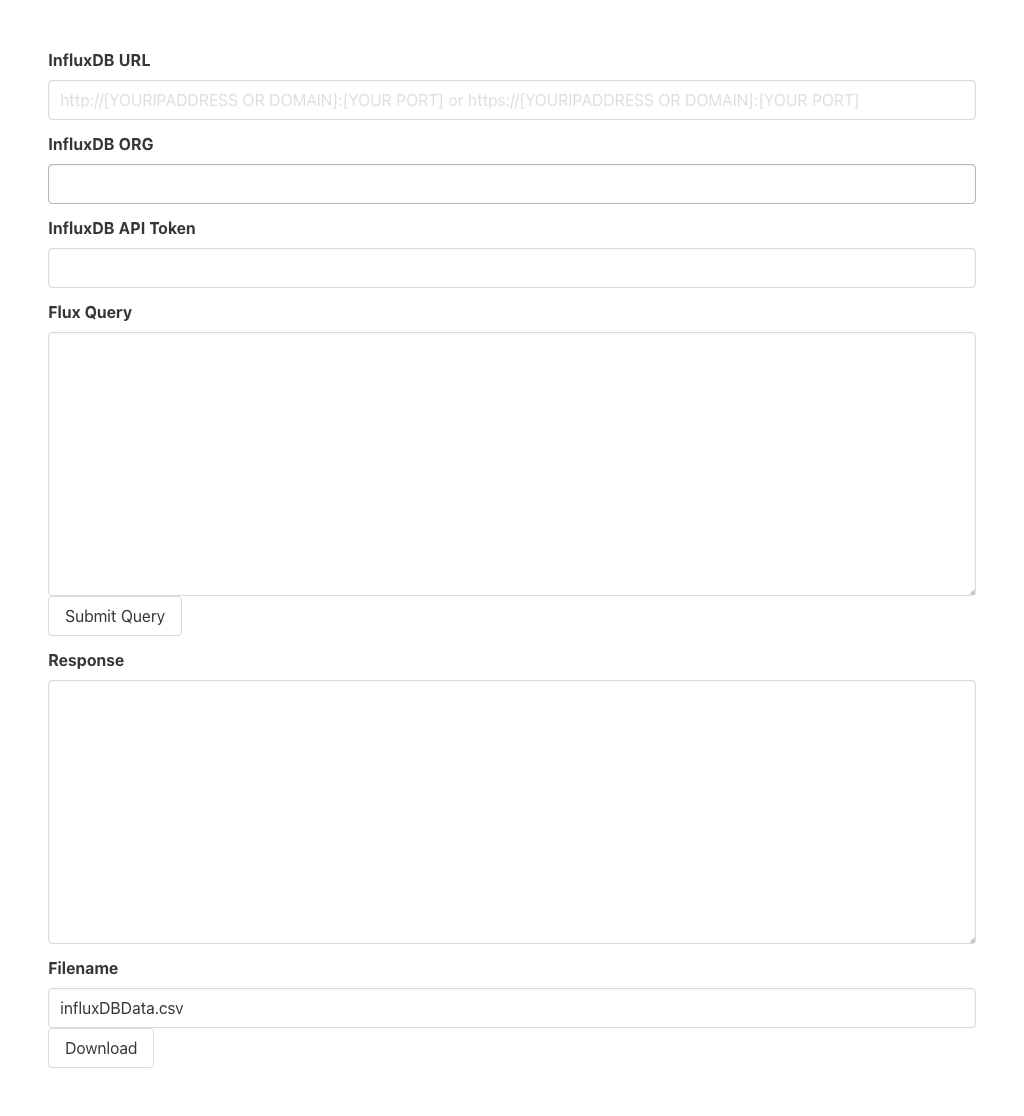 InfluxDB URL
http://[YOURIPADDRESS OR DOMAIN]:[YOUR PORT] or https://[YOURIPADDRESS OR DOMAIN]:[YOUR PORT]
InfluxDB ORG
InfluxDB API Token
Flux Query
Submit Query
Response
Filename
influxDBData.csv
Download